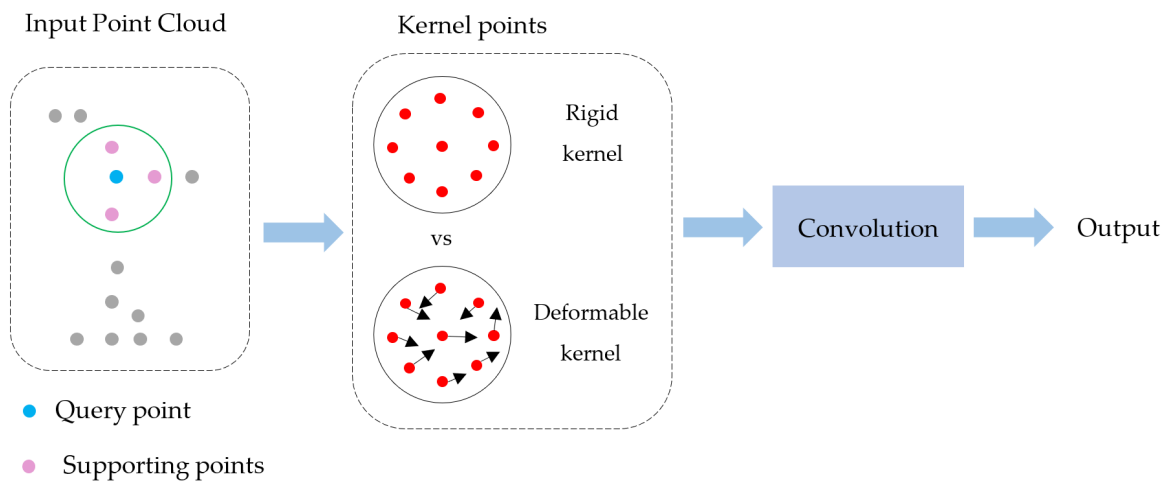 Input Point Cloud
Kernel points
Rigid
kernel
vs
Deformable
kernel
Convolution
Output
Query point
Supporting points